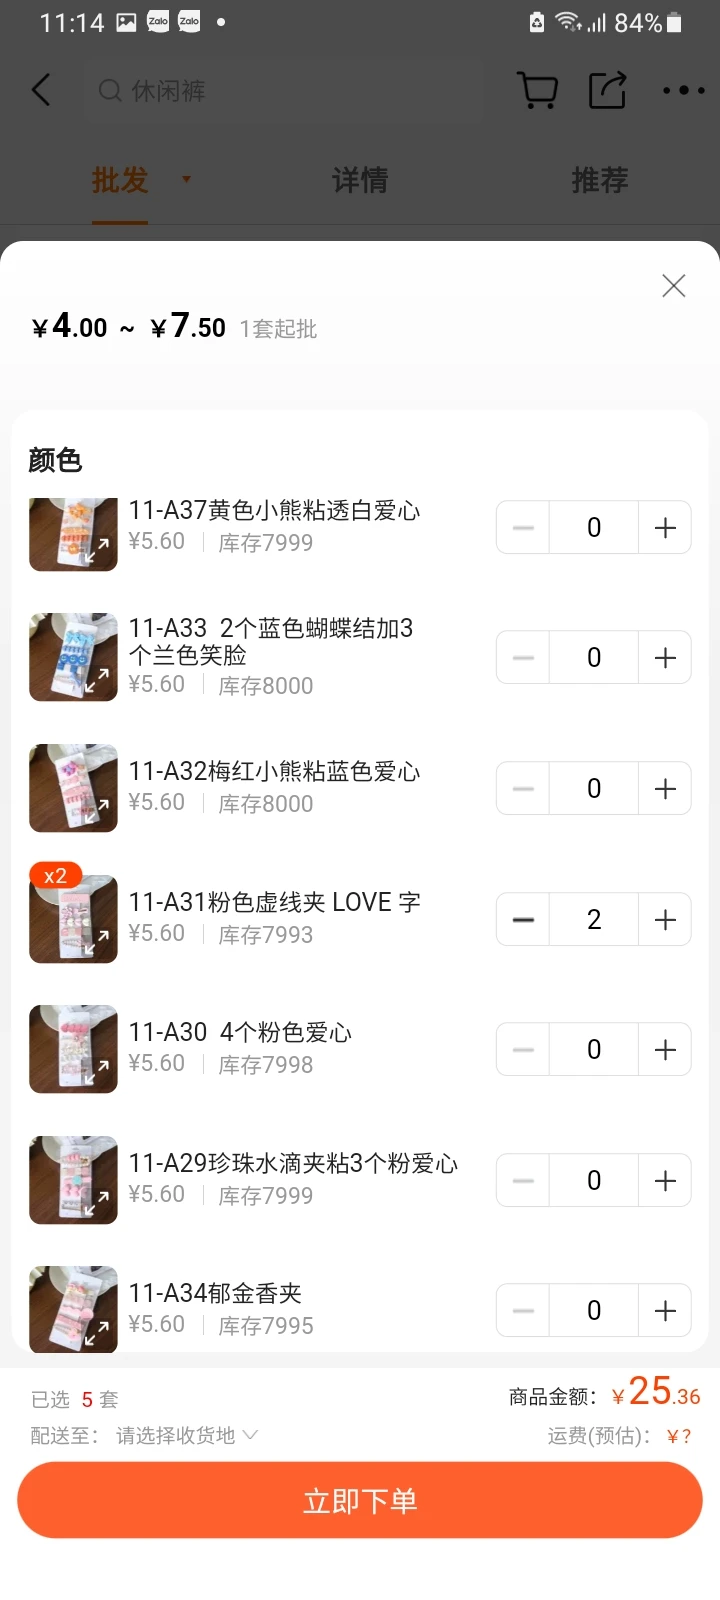 11:14 Zalo Zalo 84%
休闲裤
批发 详情 推荐
¥4.00 ~ ¥7.50 1套起批
颜色
11-A37黄色小熊粘透白爱心
¥5.60 库存7999
0
11-A33 2个蓝色蝴蝶结加3
个兰色笑脸
¥5.60 库存8000
0
11-A32梅红小熊粘蓝色爱心
¥5.60 库存8000
0
x2
11-A31粉色虚线夹 LOVE 字
¥5.60 库存7993
2
11-A30 4个粉色爱心
¥5.60 库存7998
0
11-A29珍珠水滴夹粘3个粉爱心
¥5.60 库存7999
0
11-A34郁金香夹
¥5.60 库存7995
0
已选 5 套 商品金额：¥25.36
配送至： 请选择收货地 运费(预估)：¥?
立即下单